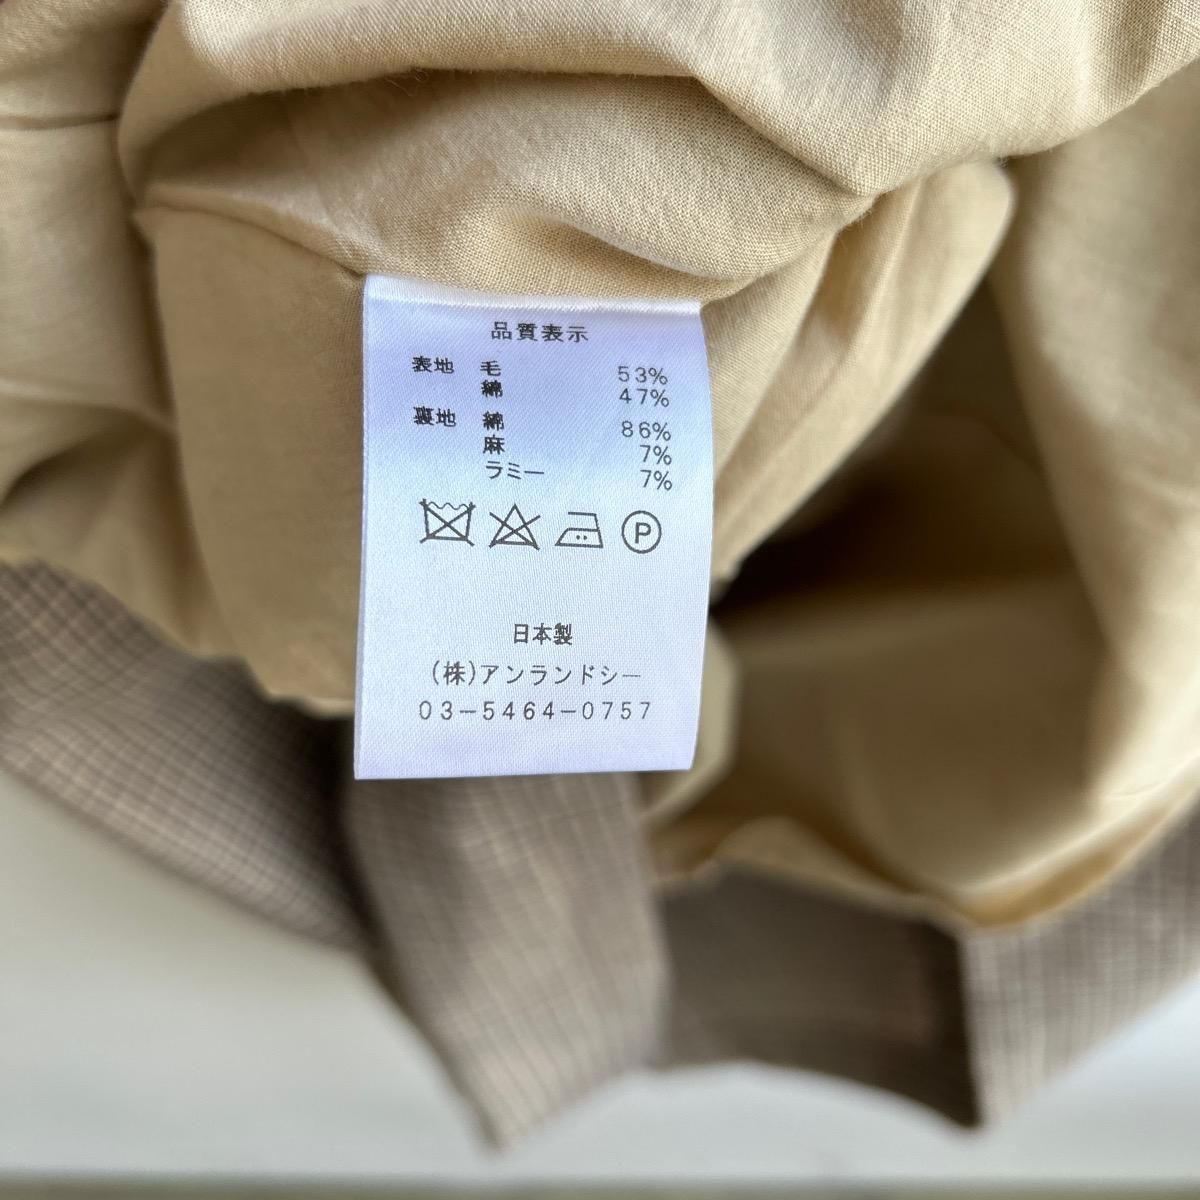 品質表示
表地 毛 53%
綿 47%
裏地 綿 86%
麻 7%
ラミー 7%
P
日本製
(株)アンランドシー
03-5464-0757